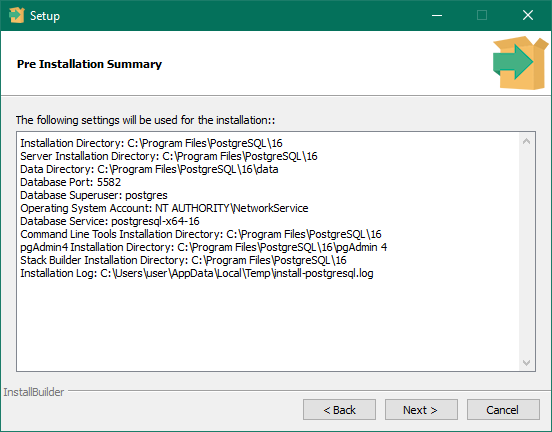 Setup
Pre Installation Summary
The following settings will be used for the installation::
Installation Directory: C:\Program Files\PostgreSQL\16
Server Installation Directory: C:\Program Files\PostgreSQL\16
Data Directory: C:\Program Files\PostgreSQL\16\data
Database Port: 5582
Database Superuser: postgres
Operating System Account: NT AUTHORITY\NetworkService
Database Service: postgresql-x64-16
Command Line Tools Installation Directory: C:\Program Files\PostgreSQL\16
pgAdmin4 Installation Directory: C:\Program Files\PostgreSQL\16\pgAdmin 4
Stack Builder Installation Directory: C:\Program Files\PostgreSQL\16
Installation Log: C:\Users\user\AppData\Local\Temp\install-postgresql.log
InstallBuilder
< Back
Next >
Cancel